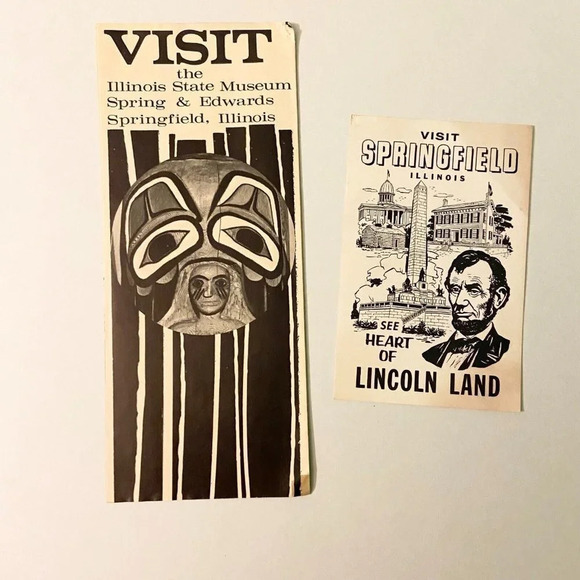 VISIT
the
Illinois State Museum
Spring & Edwards
Springfield, Illinois
VISIT
SPRINGFIELD
ILLINOIS
SEE
HEART
OF
LINCOLN LAND